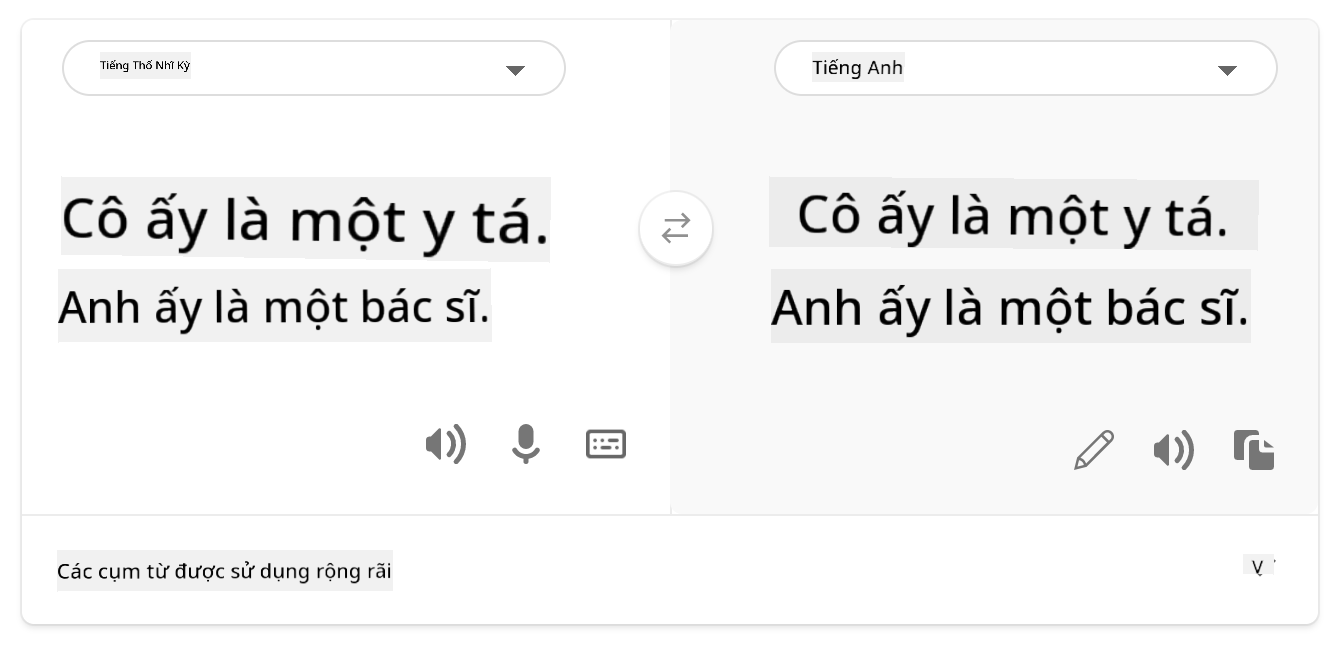 Tiếng Thổ Nhĩ Kỳ
Tiếng Anh
Cô ấy là một y tá.
Anh ấy là một bác sĩ.
Cô ấy là một y tá.
Anh ấy là một bác sĩ.
Các cụm từ được sử dụng rộng rãi